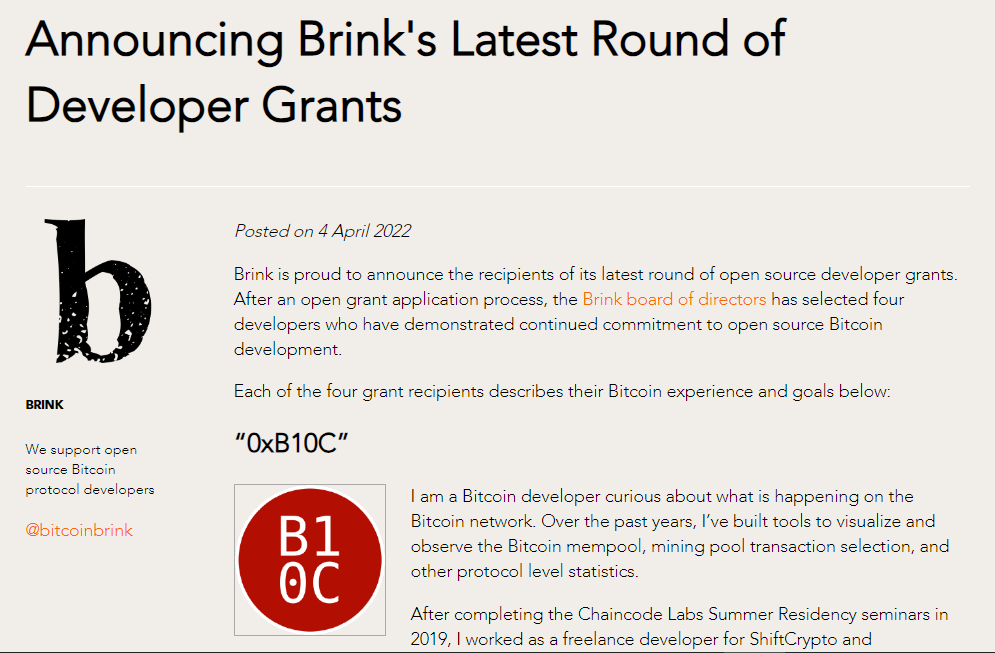 Announcing Brink's Latest Round of
Developer Grants
b
BRINK
We support open
source Bitcoin
protocol developers
@bitcoinbrink
Posted on 4 April 2022
Brink is proud to announce the recipients of its latest round of open source developer grants.
After an open grant application process, the Brink board of directors has selected four
developers who have demonstrated continued commitment to open source Bitcoin
development.
Each of the four grant recipients describes their Bitcoin experience and goals below:
“0xB10C”
B1
0C
I am a Bitcoin developer curious about what is happening on the
Bitcoin network. Over the past years, I’ve built tools to visualize and
observe the Bitcoin mempool, mining pool transaction selection, and
other protocol level statistics.
After completing the Chaincode Labs Summer Residency seminars in
2019, I worked as a freelance developer for ShiftCrypto and